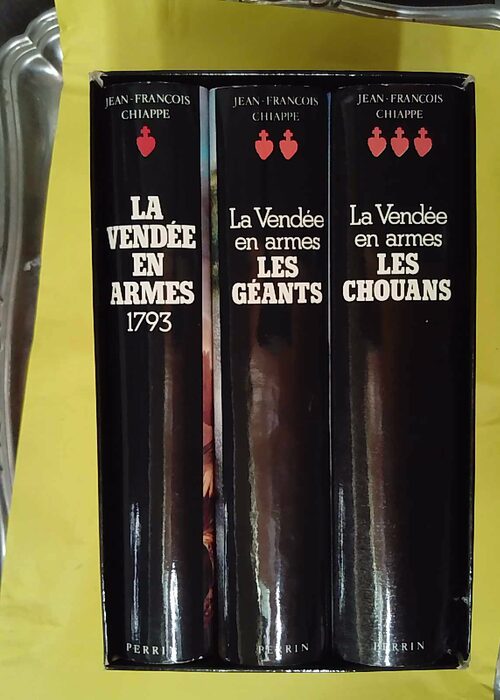 JEAN-FRANCOIS
CHIAPPE
LA
VENDÉE
EN
ARMES
1793
PERRIN
JEAN-FRANCOIS
CHIAPPE
La Vendée
en armes
LES
GÉANTS
PERRIN
JEAN-FRANCOIS
CHIAPPE
La Vendée
en armes
LES
CHOUANS
PERRIN